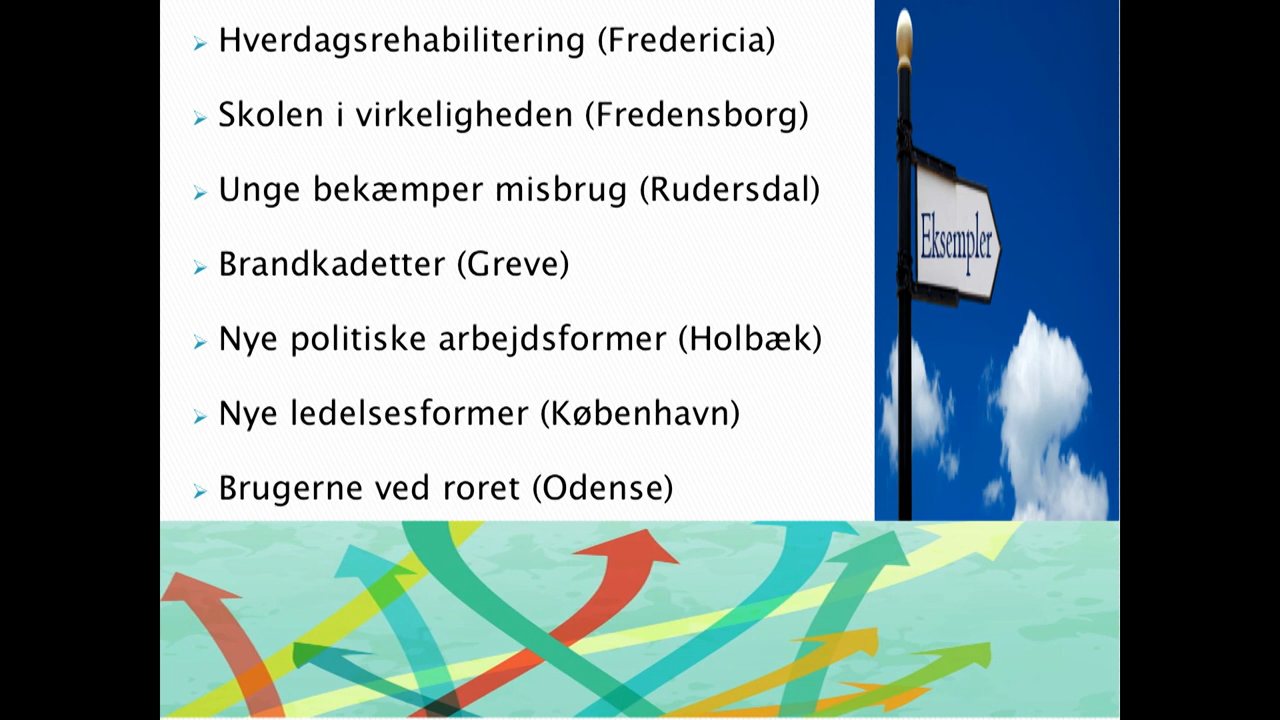 Hverdagsrehabilitering (Fredericia)
Skolen i virkeligheden (Fredensborg)
Unge bekæmper misbrug (Rudersdal)
Brandkadetter (Greve)
Nye politiske arbejdsformer (Holbæk)
Nye ledelsesformer (København)
Brugerne ved roret (Odense)
Eksempler